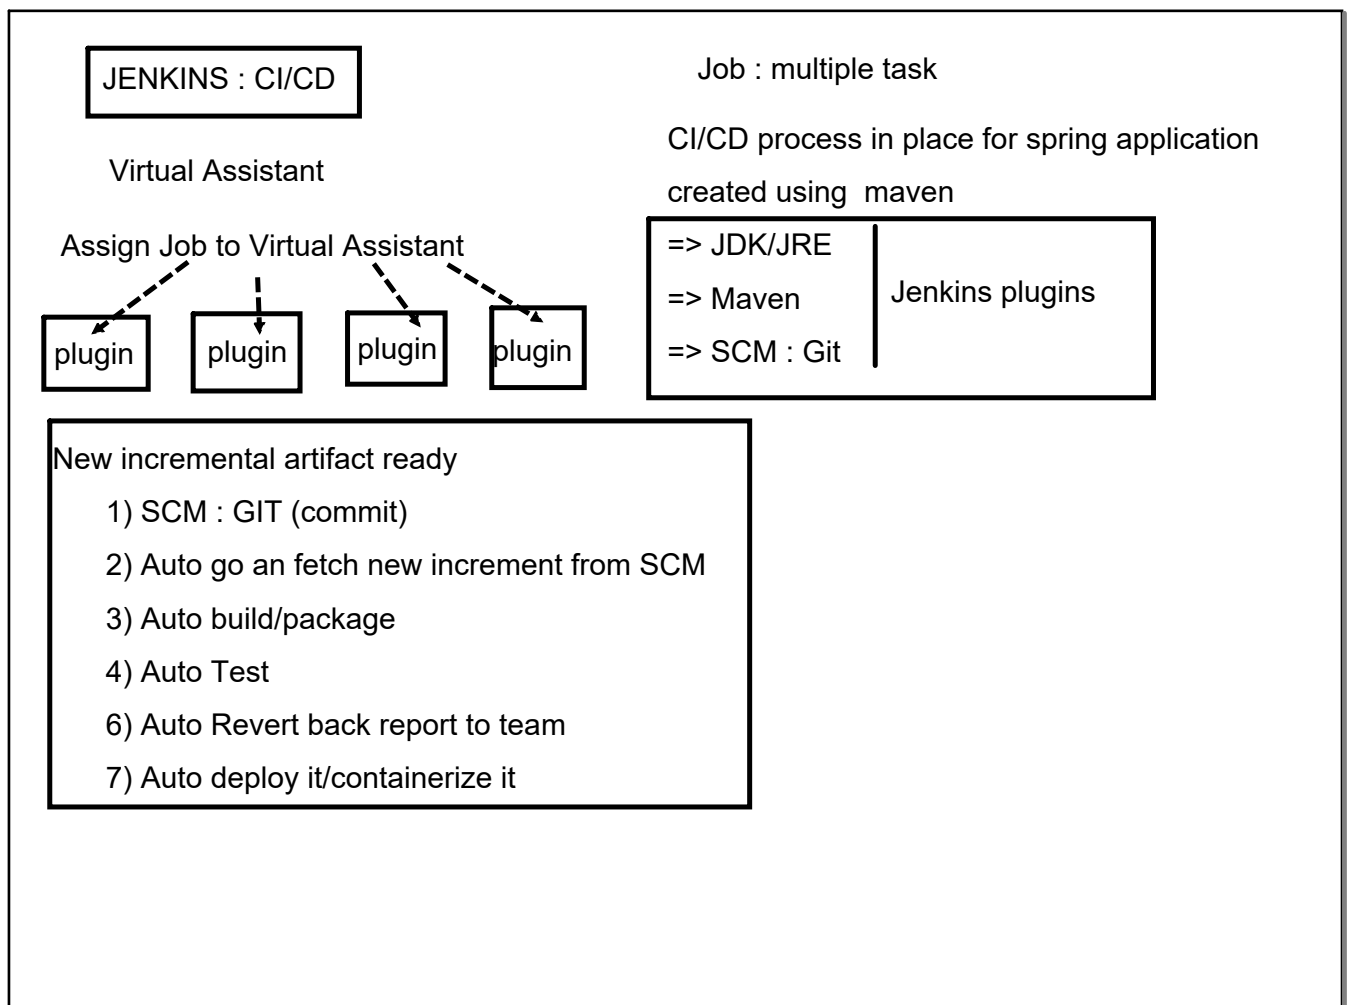 JENKINS : CI/CD
Virtual Assistant
Assign Job to Virtual Assistant
plugin
plugin
plugin
plugin
Job : multiple task
CI/CD process in place for spring application
created using  maven
=> JDK/JRE
=> Maven
=> SCM : Git
Jenkins plugins
New incremental artifact ready
1) SCM : GIT (commit)
2) Auto go an fetch new increment from SCM
3) Auto build/package
4) Auto Test
6) Auto Revert back report to team
7) Auto deploy it/containerize it